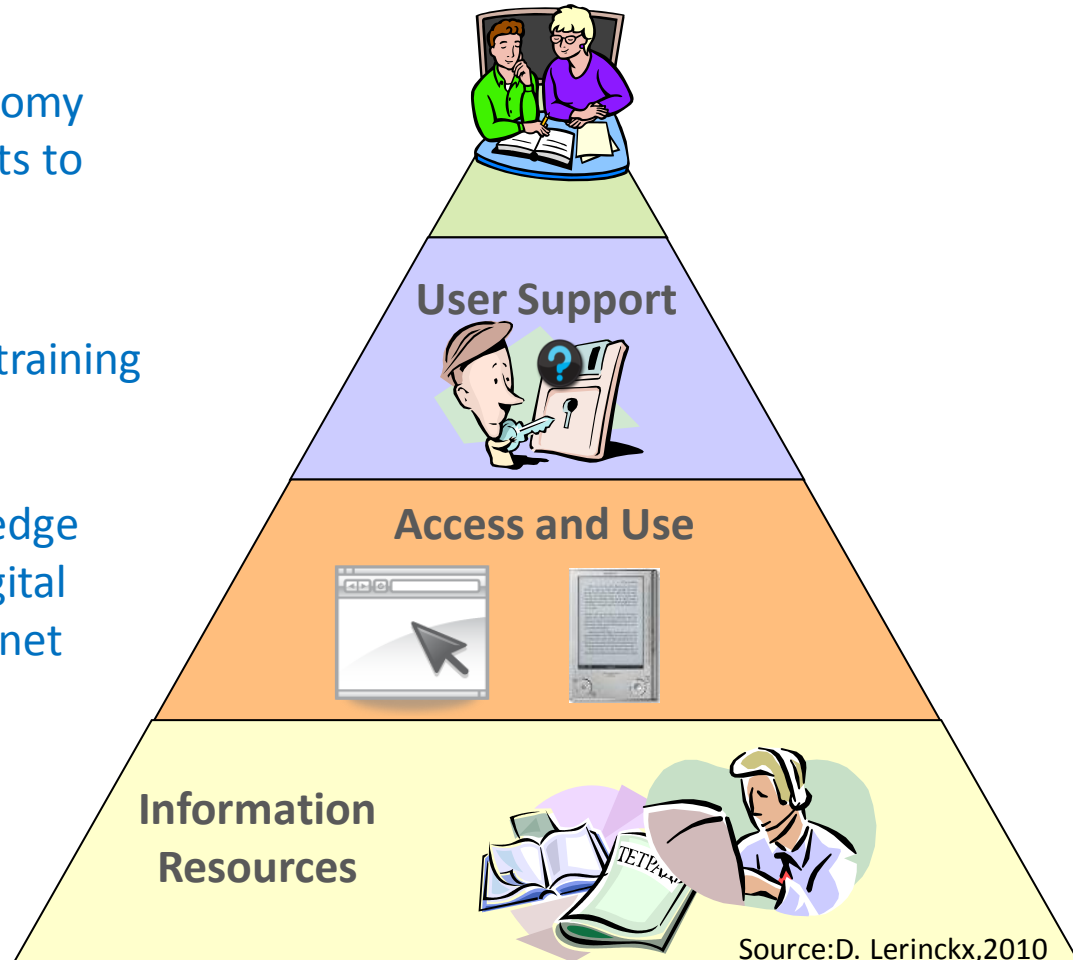 omy
ts to
training
edge
gital
net
User Support
Access and Use
Information
Resources
Source:D. Lerinckx,2010